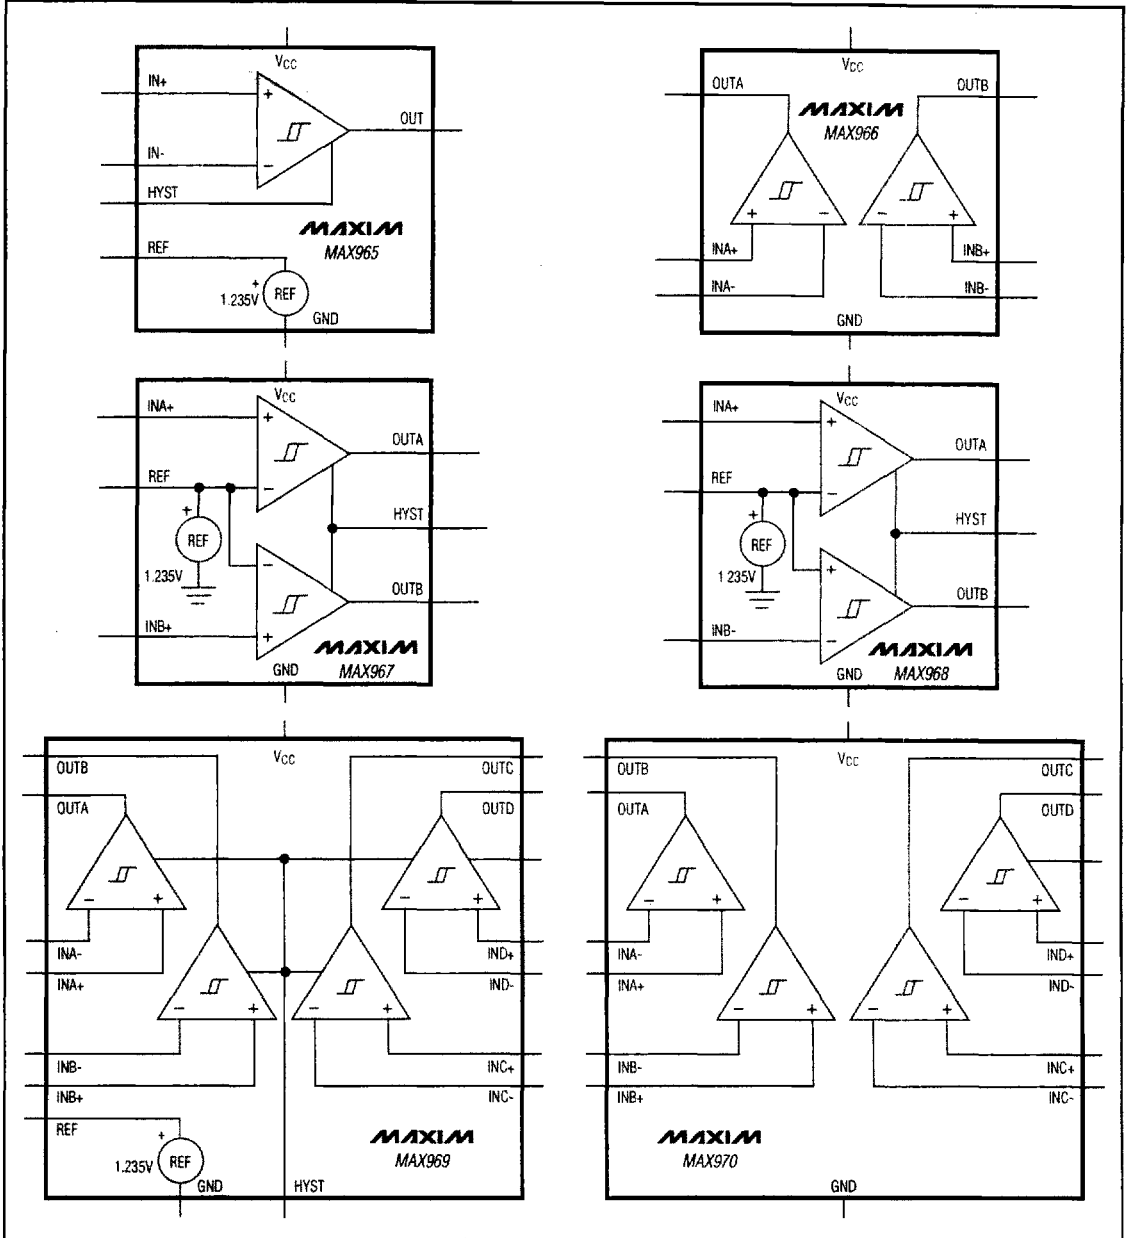 VCC
IN+
+
OUT
IN-
−
HYST
MAXIM
MAX965
REF
+
1.235V
REF
GND
VCC
OUTA
OUTB
MAXIM
MAX966
+
−
−
+
INA+
INB+
INA-
INB-
GND
VCC
INA+
+
OUTA
REF
−
+
REF
HYST
1.235V
−
OUTB
INB+
+
MAXIM
GND
MAX967
VCC
INA+
+
OUTA
REF
−
+
REF
HYST
1.235V
+
OUTB
INB-
−
MAXIM
GND
MAX968
VCC
OUTB
OUTC
OUTA
OUTD
−
+
−
+
INA-
IND+
INA+
IND-
−
+
−
+
INB-
INC+
INB+
INC-
REF
+
1.235V
REF
MAXIM
MAX969
GND
HYST
VCC
OUTB
OUTC
OUTA
OUTD
−
+
−
+
INA-
IND+
INA+
IND-
−
+
−
+
INB-
INC+
INB+
INC-
MAXIM
MAX970
GND